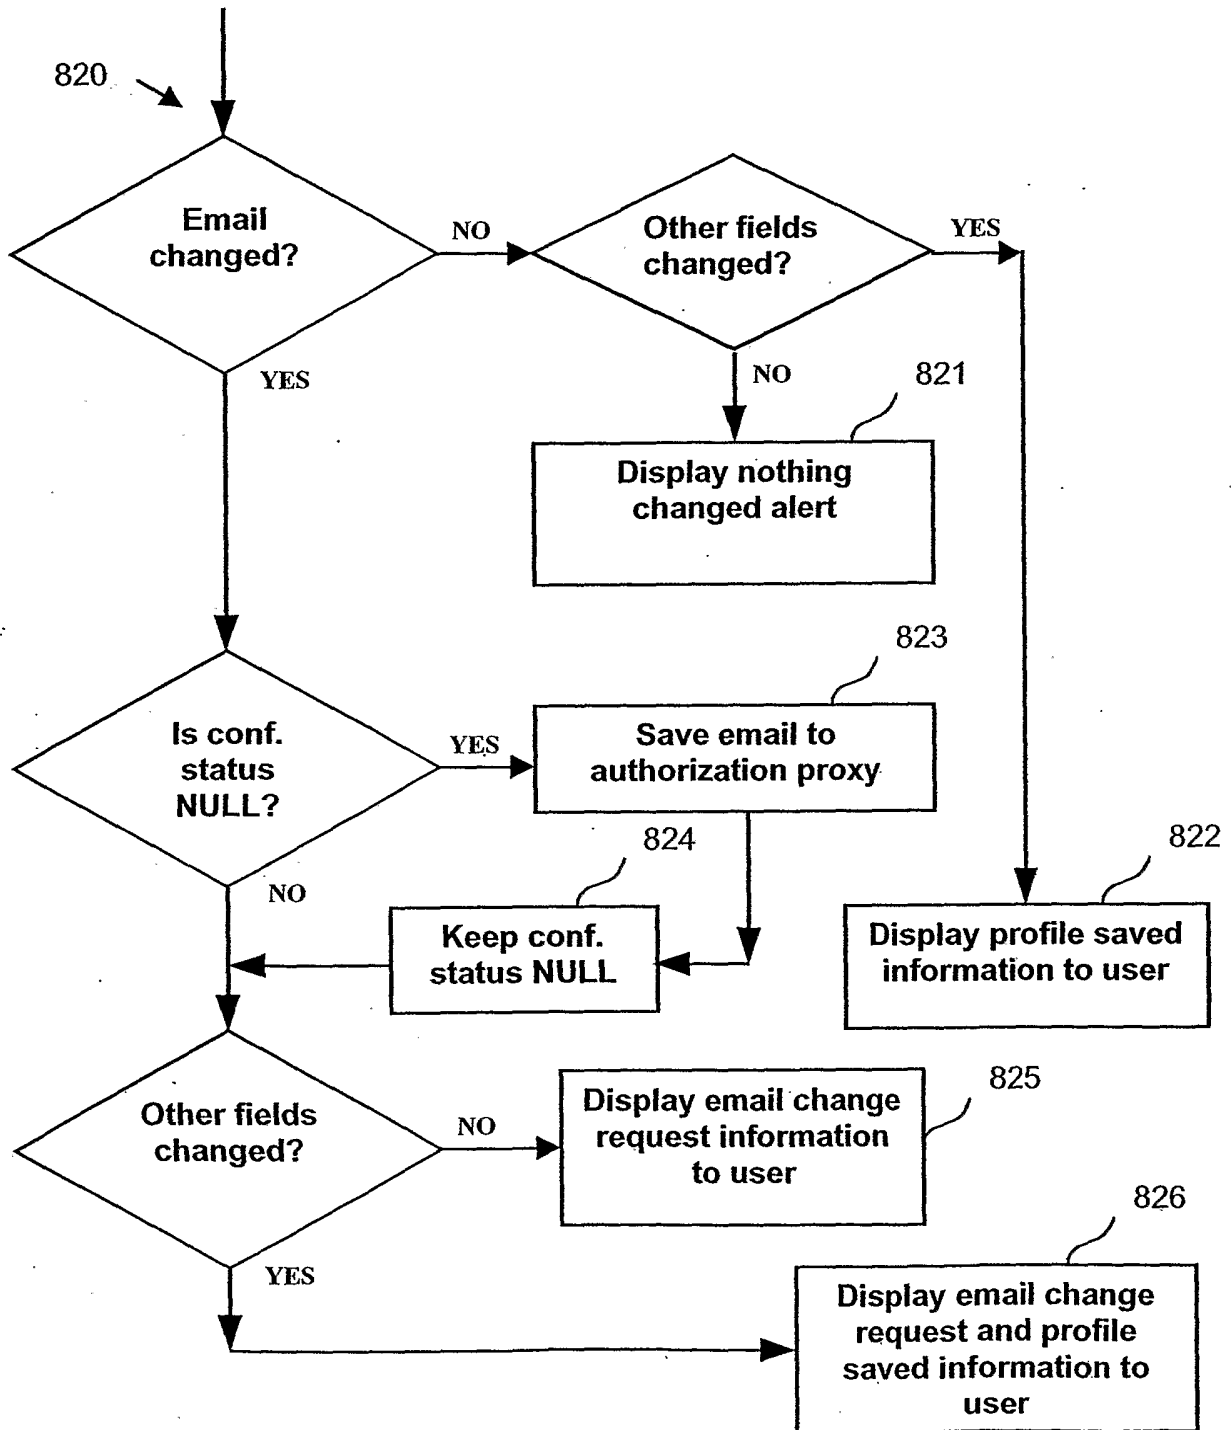 820
Email
changed?
NO
Other fields
changed?
YES
YES
NO
821
Display nothing
changed alert
823
Is conf.
status
NULL?
YES
Save email to
authorization proxy
824
822
NO
Keep conf.
status NULL
Display profile saved
information to user
825
Other fields
changed?
NO
Display email change
request information
to user
826
YES
Display email change
request and profile
saved information to
user